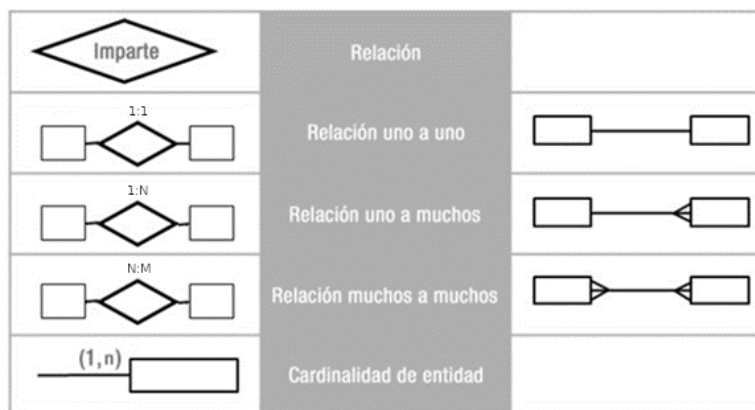 Imparte
Relación
1:1
Relación uno a uno
1:N
Relación uno a muchos
N:M
Relación muchos a muchos
(1,n)
Cardinalidad de entidad